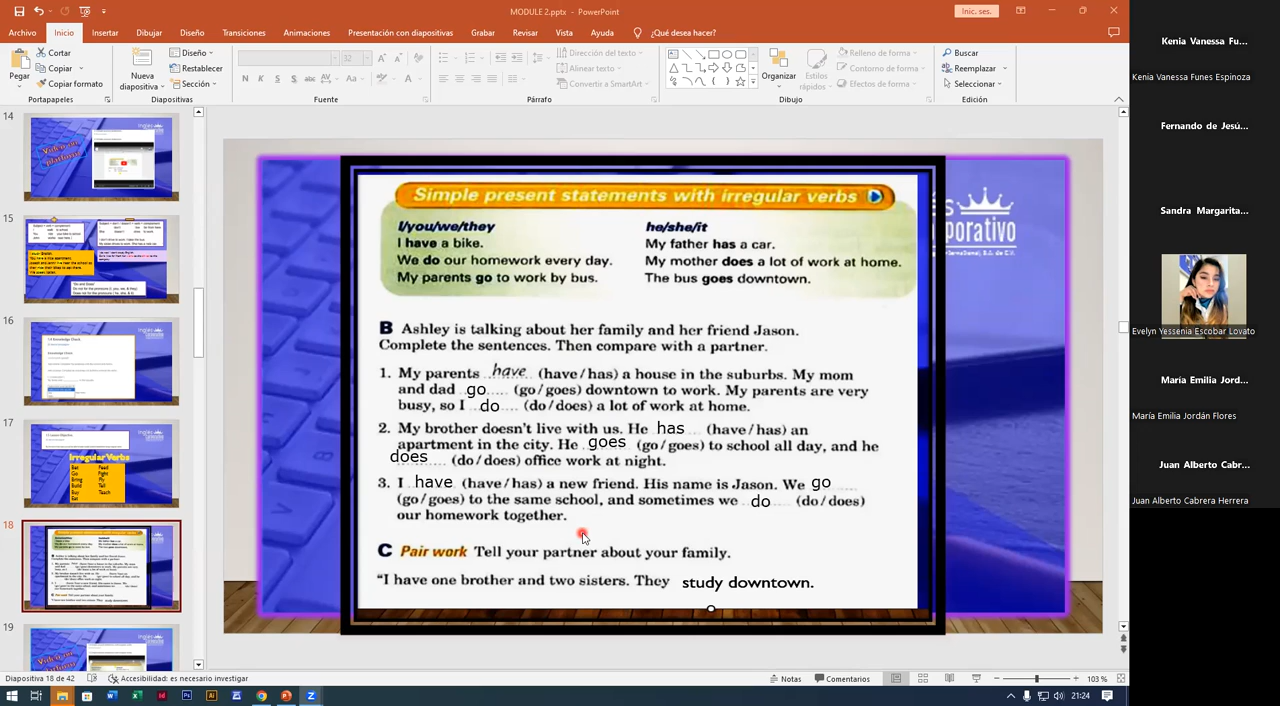 MODULE 2.pptx - PowerPoint
Inic. ses.
Archivo Inicio Insertar Dibujar Diseño Transiciones Animaciones Presentación con diapositivas Grabar Revisar Vista Ayuda ¿Qué desea hacer?
Pegar
Cortar
Copiar
Copiar formato
Portapapeles
Nueva diapositiva
Diseño
Restablecer
Sección
Diapositivas
32
N K S S abc AV Aa A
Fuente
Dirección del texto
Alinear texto
Convertir a SmartArt
Párrafo
Organizar
Estilos rápidos
Relleno de forma
Contorno de forma
Efectos de forma
Dibujo
Buscar
Reemplazar
Seleccionar
Edición
14
15
16
17
Irregular Verbs
18
19
Simple present statements with irregular verbs
I/you/we/they he/she/it
I have a bike. My father has a car.
We do our homework every day. My mother does a lot of work at home.
My parents go to work by bus. The bus goes downtown.
B Ashley is talking about her family and her friend Jason.
Complete the sentences. Then compare with a partner.
1. My parents have (have / has) a house in the suburbs. My mom
and dad go (go / goes) downtown to work. My parents are very
busy, so I do (do / does) a lot of work at home.
2. My brother doesn't live with us. He has (have / has) an
apartment in the city. He goes (go / goes) to school all day, and he
does (do / does) office work at night.
3. I have (have / has) a new friend. His name is Jason. We go
(go / goes) to the same school, and sometimes we do (do / does)
our homework together.
C Pair work Tell your partner about your family.
"I have one brother and two sisters. They study downtown.
s
porativo
Kenia Vanessa Fu...
Kenia Vanessa Funes Espinoza
Fernando de Jesú...
Sandra Margarita...
Evelyn Yessenia Escobar Lovato
María Emilia Jord...
María Emilia Jordán Flores
Juan Alberto Cabr...
Juan Alberto Cabrera Herrera
Diapositiva 18 de 42
Accesibilidad: es necesario investigar
Notas
Comentarios
103 %
21:24